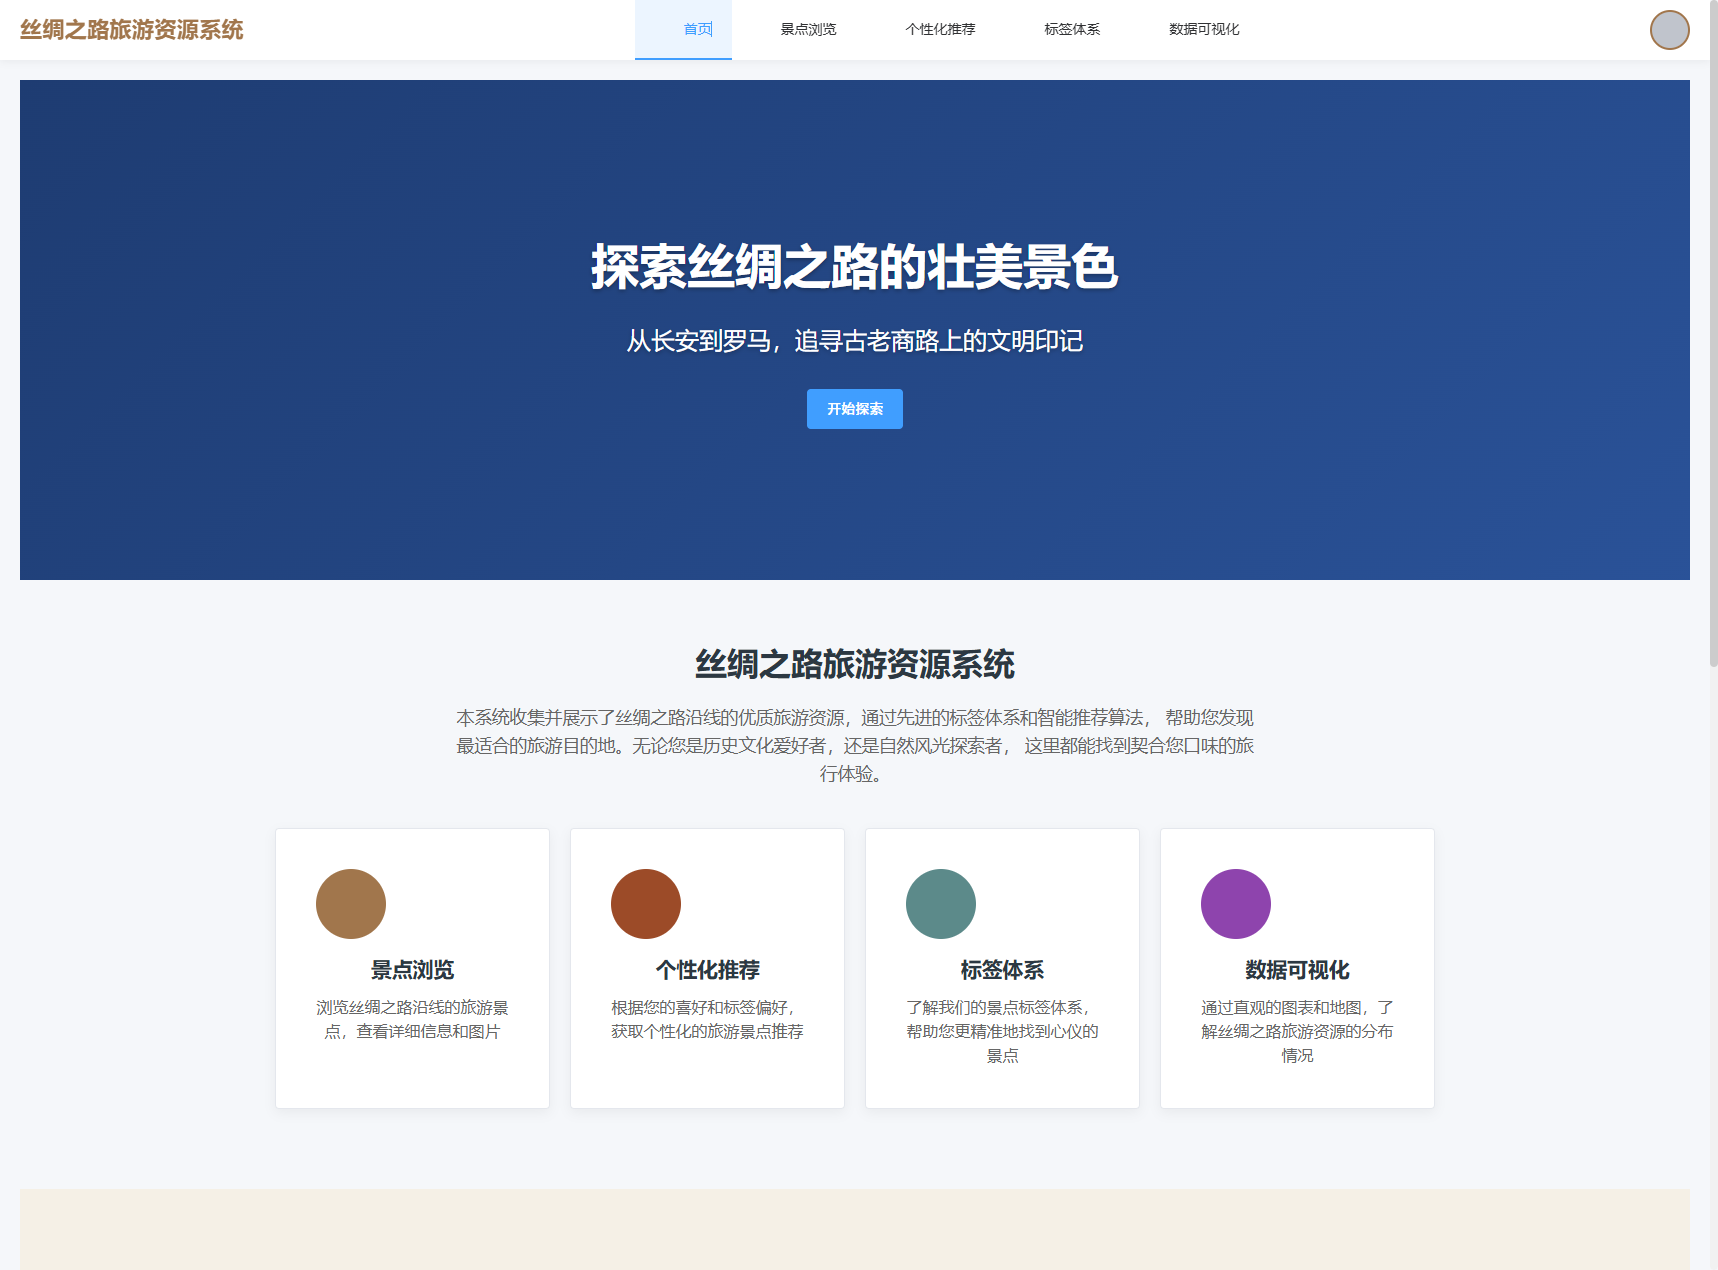 丝绸之路旅游资源系统
首页
景点浏览
个性化推荐
标签体系
数据可视化
探索丝绸之路的壮美景色
从长安到罗马，追寻古老商路上的文明印记
开始探索
丝绸之路旅游资源系统
本系统收集并展示了丝绸之路沿线的优质旅游资源，通过先进的标签体系和智能推荐算法， 帮助您发现
最适合的旅游目的地。无论您是历史文化爱好者，还是自然风光探索者， 这里都能找到契合您口味的旅
行体验。
景点浏览
浏览丝绸之路沿线的旅游景
点，查看详细信息和图片
个性化推荐
根据您的喜好和标签偏好，
获取个性化的旅游景点推荐
标签体系
了解我们的景点标签体系，
帮助您更精准地找到心仪的
景点
数据可视化
通过直观的图表和地图，了
解丝绸之路旅游资源的分布
情况